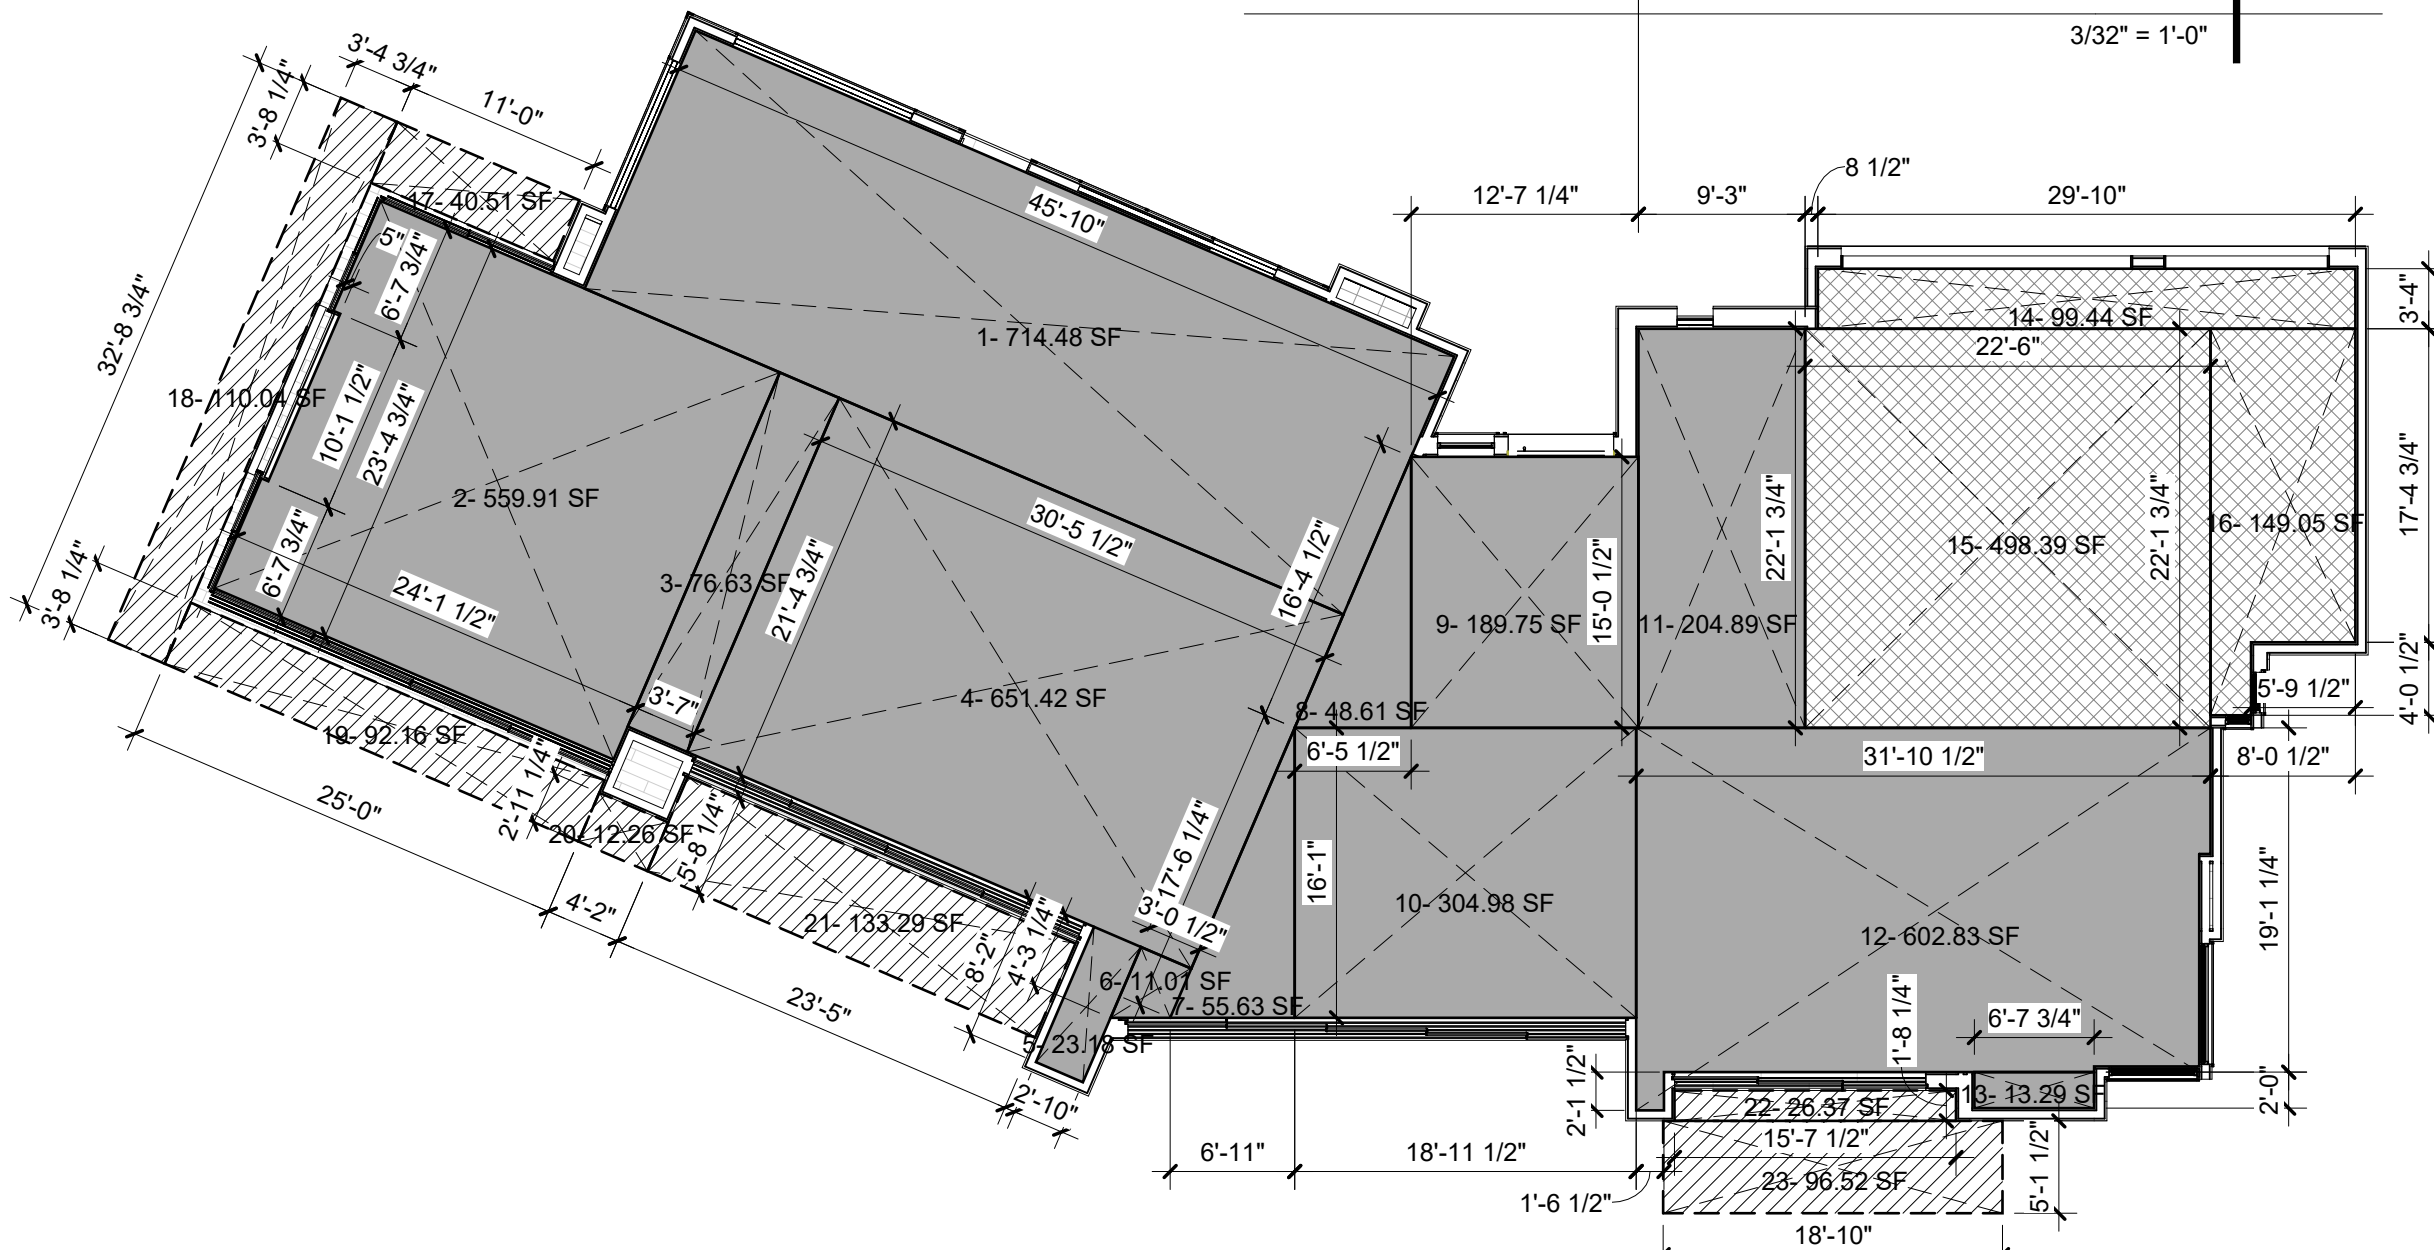 3/32" = 1'-0"
3'-4 3/4"
3'-8 1/4"
11'-0"
8 1/2"
12'-7 1/4"
9'-3"
29'-10"
17- 40.51 SF
45'-10"
5"
6'-7 3/4"
32'-8 3/4"
3'-4"
14- 99.44 SF
1- 714.48 SF
22'-6"
18- 110.04 SF
10'-1 1/2"
23'-4 3/4"
2- 559.91 SF
30'-5 1/2"
16'-4 1/2"
15'-0 1/2"
22'-1 3/4"
22'-1 3/4"
17'-4 3/4"
16- 149.05 SF
15- 498.39 SF
6'-7 3/4"
3'-8 1/4"
24'-1 1/2"
3- 76.63 SF
21'-4 3/4"
9- 189.75 SF
11- 204.89 SF
3'-7"
4- 651.42 SF
8- 48.61 SF
5'-9 1/2"
4'-0 1/2"
19- 92.16 SF
6'-5 1/2"
31'-10 1/2"
8'-0 1/2"
25'-0"
2'-11 1/4"
20- 12.26 SF
5'-8 1/4"
17'-6 1/4"
16'-1"
4'-2"
21- 133.29 SF
3'-0 1/2"
10- 304.98 SF
12- 602.83 SF
19'-1 1/4"
8'-2"
4'-3 1/4"
6- 11.01 SF
7- 55.63 SF
23'-5"
1'-8 1/4"
6'-7 3/4"
5- 23.18 SF
2'-10"
2'-1 1/2"
22- 26.37 SF
13- 13.29 S
2'-0"
15'-7 1/2"
6'-11"
18'-11 1/2"
23- 96.52 SF
5'-1 1/2"
1'-6 1/2"
18'-10"